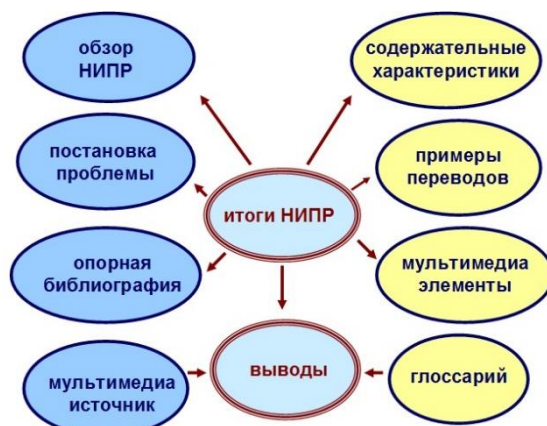 обзор
НИПР
содержательные
характеристики
постановка
проблемы
примеры
переводов
итоги НИПР
опорная
библиография
мультимедиа
элементы
мультимедиа
источник
выводы
глоссарий